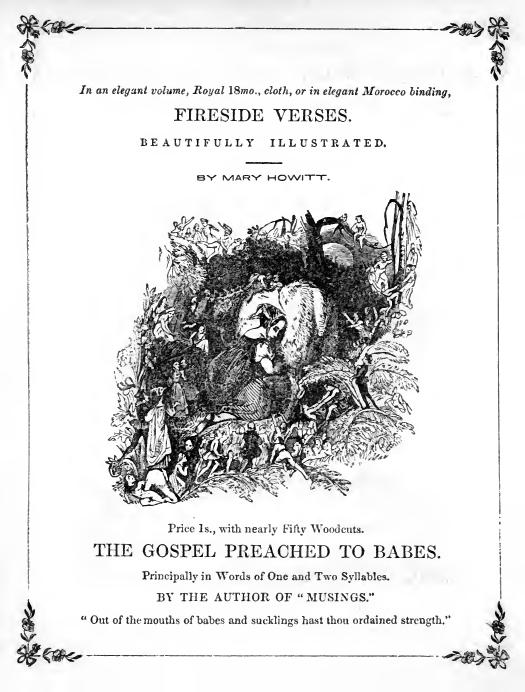 In an elegant volume, Royal 18mo., cloth, or in elegant Morocco binding,
FIRESIDE VERSES.
BEAUTIFULLY ILLUSTRATED.
BY MARY HOWITT.
Price 1s., with nearly Fifty Woodcuts.
THE GOSPEL PREACHED TO BABES.
Principally in Words of One and Two Syllables.
BY THE AUTHOR OF "MUSINGS."
"Out of the mouths of babes and sucklings hast thou ordained strength."